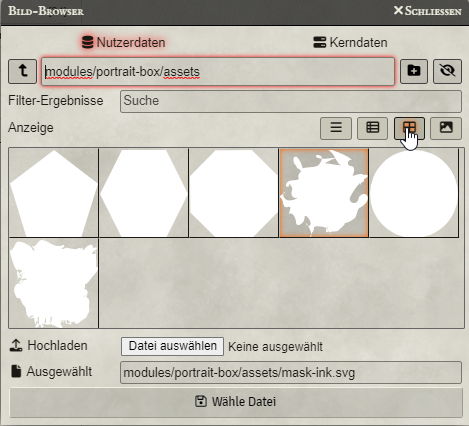 Bild-Browser
Schließen
Nutzerdaten
Kerndaten
modules/portrait-box/assets
Filter-Ergebnisse
Suche
Anzeige
Hochladen
Datei auswählen
Keine ausgewählt
Ausgewählt
modules/portrait-box/assets/mask-ink.svg
Wähle Datei